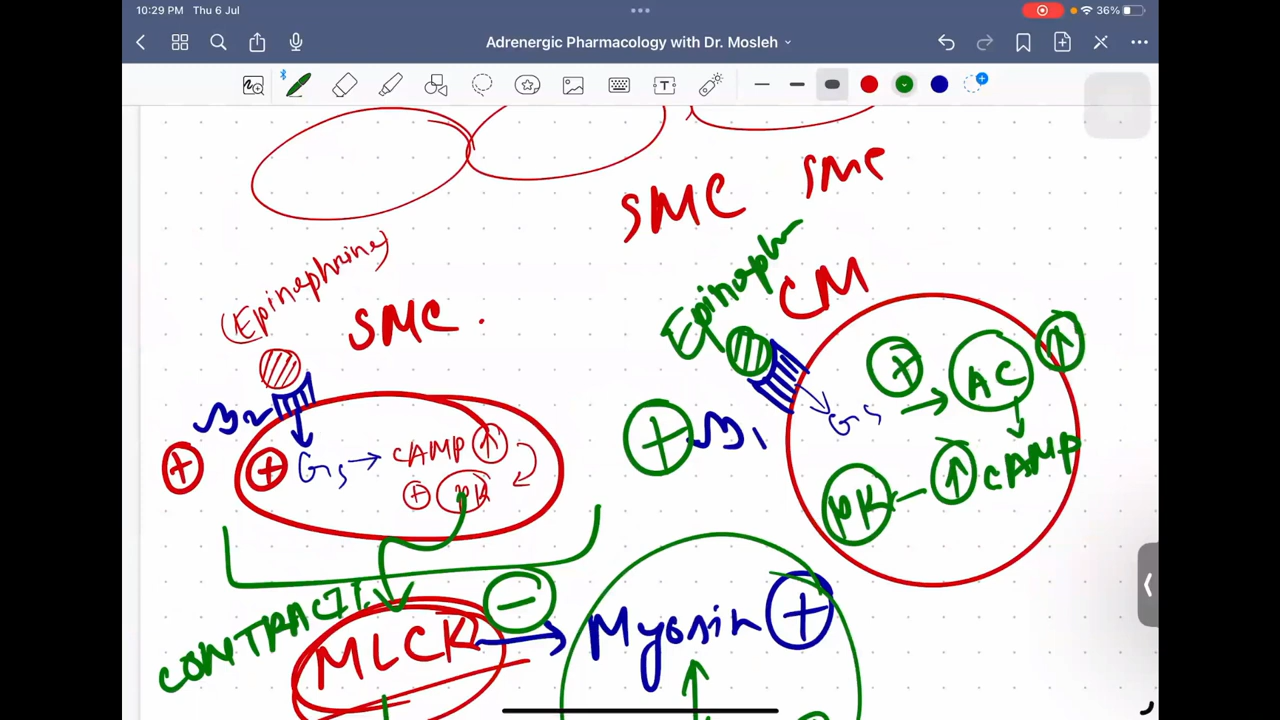 10:29 PM Thu 6 Jul
36%
Adrenergic Pharmacology with Dr. Mosleh
T
SMC SMC
(Epinephrine)
Epineph
CM
SMC.
+ AC ↑
β2
+ β1
Gs
+ + Gs → cAMP ↑
+ PK
PK ↑ cAMP
CONTRACT
−
MLCK → Myosin +
↑